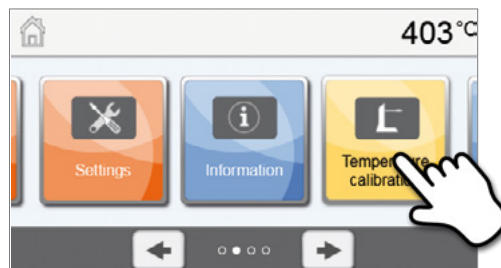 403°C
Settings
Information
Temperature
calibration